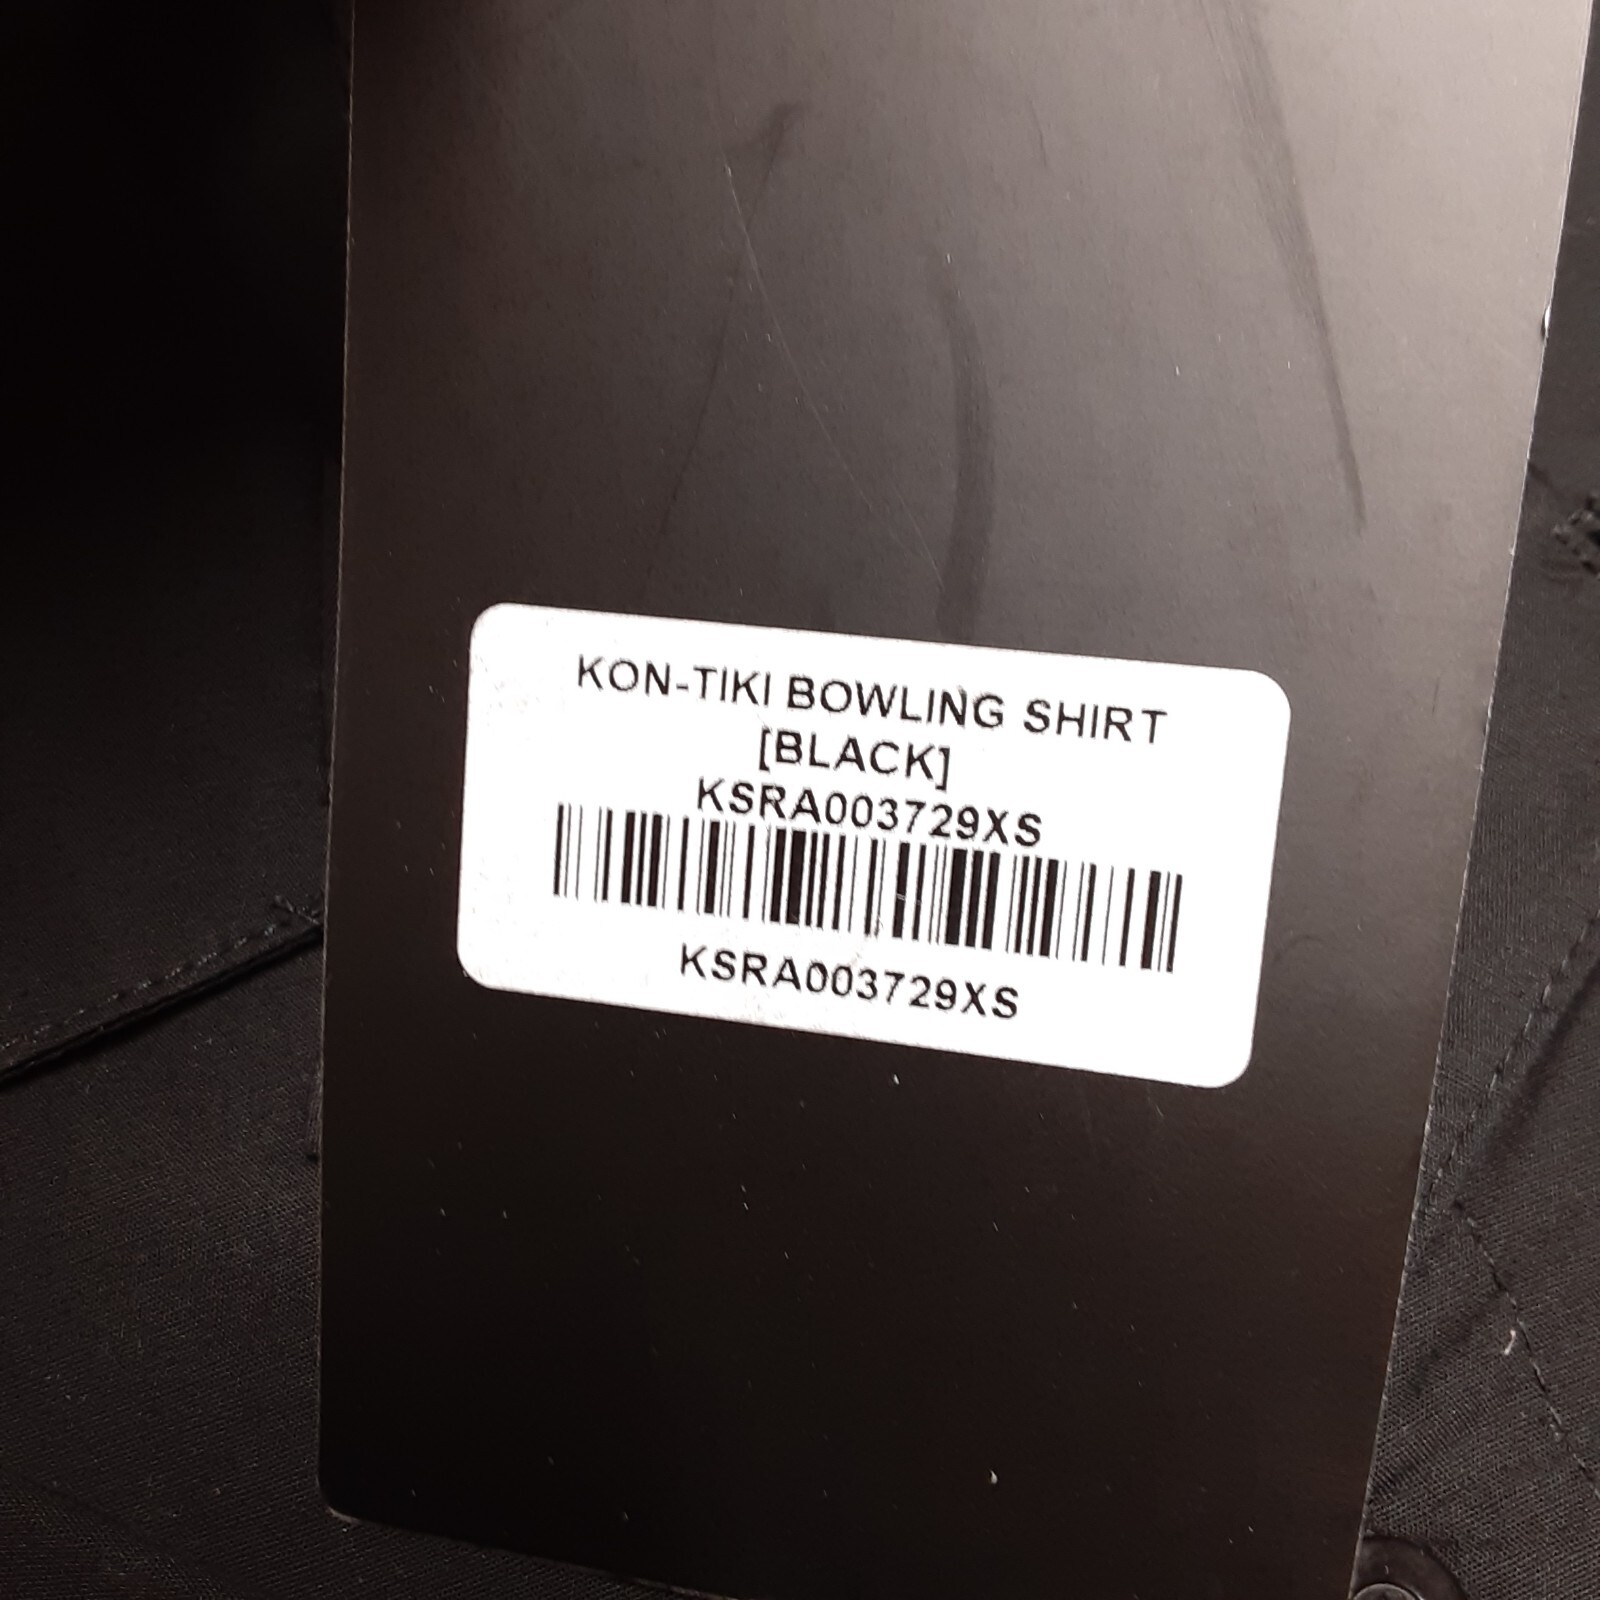 KON-TIKI BOWLING SHIRT
[BLACK]
KSRA003729XS
KSRA003729XS